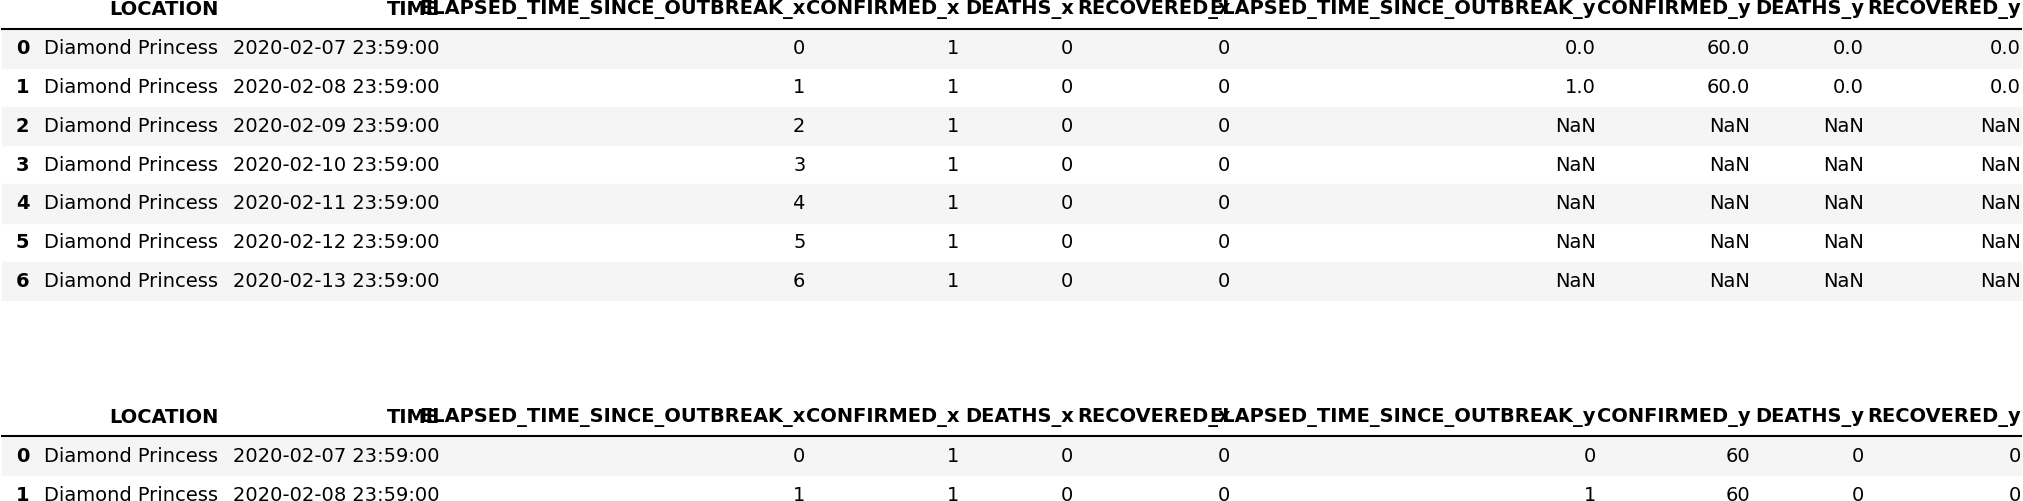 LOCATION TIME ELAPSED_TIME_SINCE_OUTBREAK_x CONFIRMED_x DEATHS_x RECOVERED_x ELAPSED_TIME_SINCE_OUTBREAK_y CONFIRMED_y DEATHS_y RECOVERED_y
0 Diamond Princess 2020-02-07 23:59:00 0 1 0 0 0.0 60.0 0.0 0.0
1 Diamond Princess 2020-02-08 23:59:00 1 1 0 0 1.0 60.0 0.0 0.0
2 Diamond Princess 2020-02-09 23:59:00 2 1 0 0 NaN NaN NaN NaN
3 Diamond Princess 2020-02-10 23:59:00 3 1 0 0 NaN NaN NaN NaN
4 Diamond Princess 2020-02-11 23:59:00 4 1 0 0 NaN NaN NaN NaN
5 Diamond Princess 2020-02-12 23:59:00 5 1 0 0 NaN NaN NaN NaN
6 Diamond Princess 2020-02-13 23:59:00 6 1 0 0 NaN NaN NaN NaN
LOCATION TIME ELAPSED_TIME_SINCE_OUTBREAK_x CONFIRMED_x DEATHS_x RECOVERED_x ELAPSED_TIME_SINCE_OUTBREAK_y CONFIRMED_y DEATHS_y RECOVERED_y
0 Diamond Princess 2020-02-07 23:59:00 0 1 0 0 0 60 0 0
1 Diamond Princess 2020-02-08 23:59:00 1 1 0 0 1 60 0 0